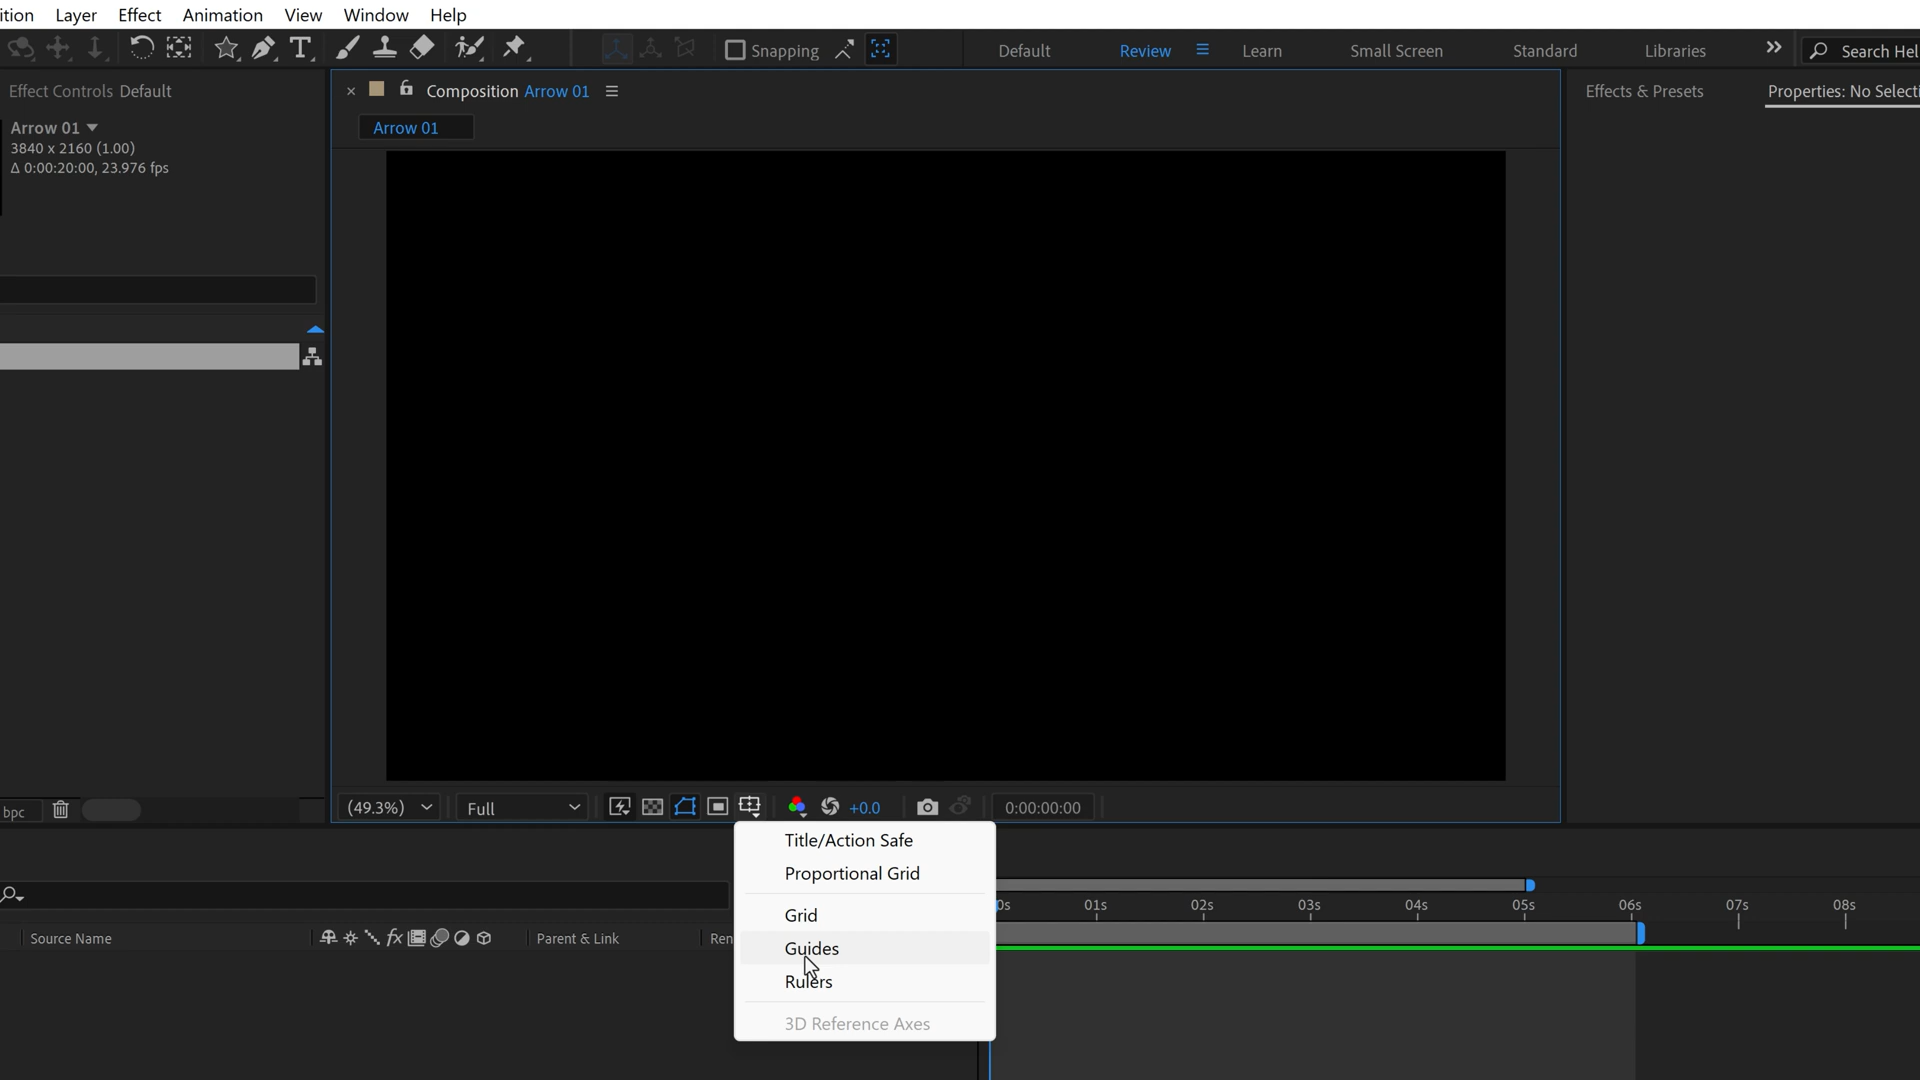 ition Layer Effect Animation View Window Help
Snapping Default Review Learn Small Screen Standard Libraries Search Hel
Effect Controls Default
Composition Arrow 01
Effects & Presets
Properties: No Selecti
Arrow 01
Arrow 01
3840 x 2160 (1.00)
Δ 0:00:20:00, 23.976 fps
bpc
(49.3%) Full +0.0 0:00:00:00
Title/Action Safe
Proportional Grid
Grid
Guides
Rulers
3D Reference Axes
0s 01s 02s 03s 04s 05s 06s 07s 08s
Source Name fx Parent & Link Ren